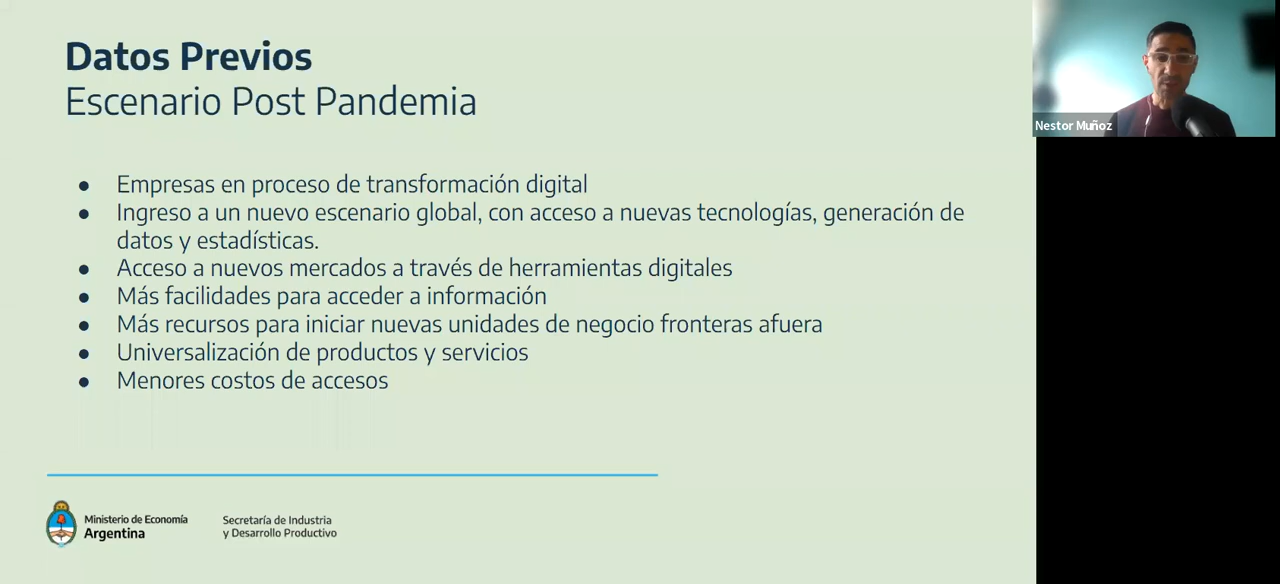 Datos Previos
Escenario Post Pandemia
● Empresas en proceso de transformación digital
● Ingreso a un nuevo escenario global, con acceso a nuevas tecnologías, generación de
datos y estadísticas.
● Acceso a nuevos mercados a través de herramientas digitales
● Más facilidades para acceder a información
● Más recursos para iniciar nuevas unidades de negocio fronteras afuera
● Universalización de productos y servicios
● Menores costos de accesos
Ministerio de Economía
Argentina
Secretaría de Industria
y Desarrollo Productivo
Nestor Muñoz